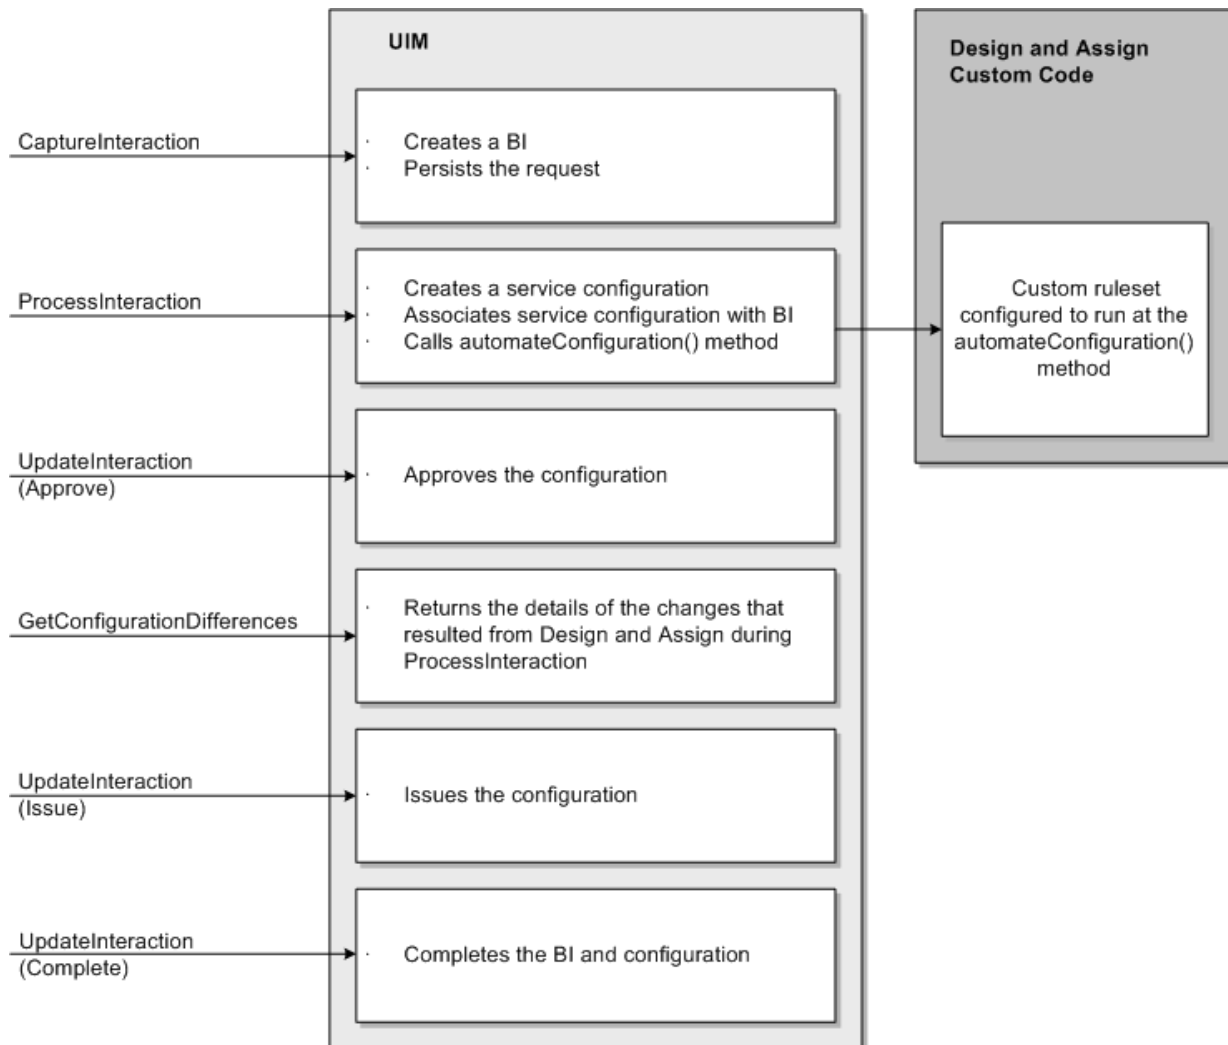 UIM
Design and Assign
Custom Code
CaptureInteraction
· Creates a BI
· Persists the request
ProcessInteraction
· Creates a service configuration
· Associates service configuration with BI
· Calls automateConfiguration() method
Custom ruleset
configured to run at the
automateConfiguration()
method
UpdateInteraction
(Approve)
· Approves the configuration
GetConfigurationDifferences
· Returns the details of the changes that
resulted from Design and Assign during
ProcessInteraction
UpdateInteraction
(Issue)
· Issues the configuration
UpdateInteraction
(Complete)
· Completes the BI and configuration